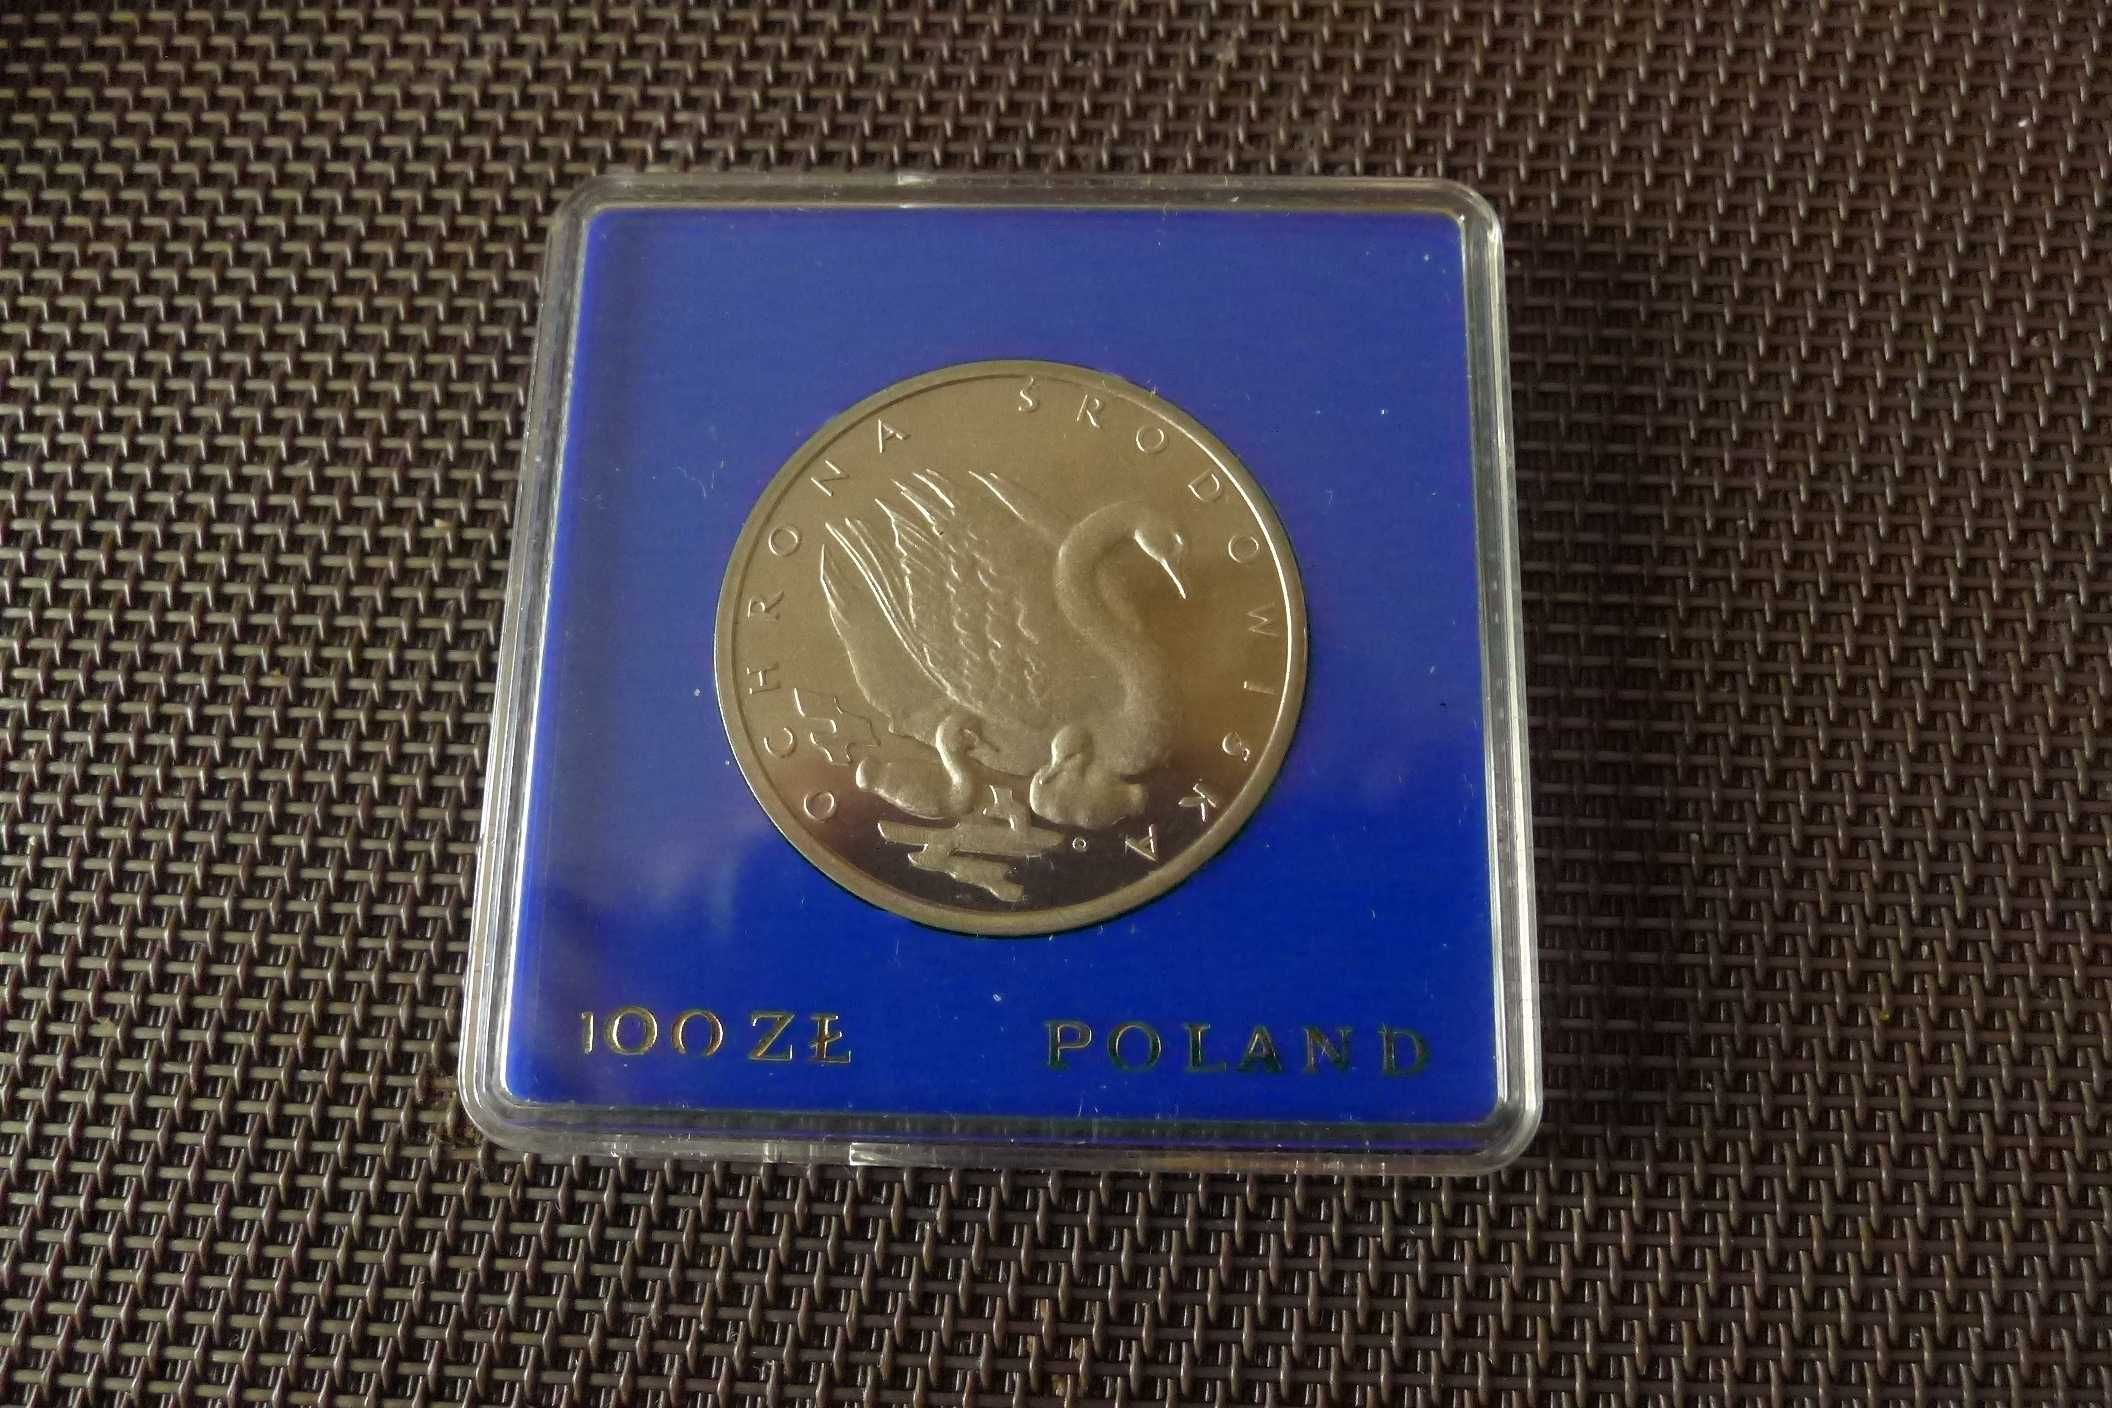 OCHRONA ŚRODOWISKA
100 ZŁ POLAND